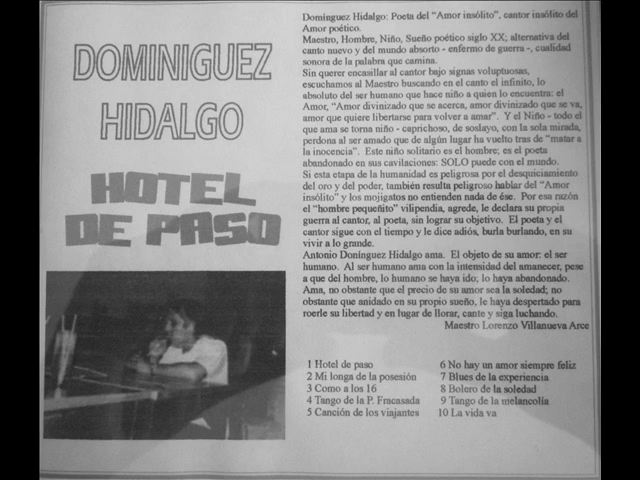 DOMINIGUEZ
HIDALGO
HOTEL
DE PASO
Domínguez Hidalgo: Poeta del "Amor insólito", cantor insólito del
Amor poético.
Maestro, Hombre, Niño, Sueño poético siglo XX; alternativa del
canto nuevo y del mundo absorto - enfermo de guerra -, cualidad
sonora de la palabra que camina.
Sin querer encasillar al cantor bajo signas voluptuosas,
escuchamos al Maestro buscando en el canto el infinito, lo
absoluto del ser humano que hace niño a quien lo encuentra: el
Amor, "Amor divinizado que se acerca, amor divinizado que se va,
amor que quiere libertarse para volver a amar". Y el Niño - todo el
que ama se torna niño - caprichoso, de soslayo, con la sola mirada,
perdona al ser amado que de algún lugar ha vuelto tras de "matar a
la inocencia". Este niño solitario es el hombre; es el poeta
abandonado en sus cavilaciones: SOLO puede con el mundo.
Si esta etapa de la humanidad es peligrosa por el desquiciamiento
del oro y del poder, también resulta peligroso hablar del "Amor
insólito" y los mojigatos no entienden nada de ése. Por esa razón
el "hombre pequeñito" vilipendia, agrede, le declara su propia
guerra al cantor, al poeta, sin lograr su objetivo. El poeta y el
cantor sigue con el tiempo y le dice adiós, burla burlando, en su
vivir a lo grande.
Antonio Domínguez Hidalgo ama. El objeto de su amor: el ser
humano. Al ser humano ama con la intensidad del amanecer, pese
a que del hombre, lo humano se haya ido; lo haya abandonado.
Ama, no obstante que el precio de su amor sea la soledad; no
obstante que anidado en su propio sueño, le haya despertado para
roerle su libertad y en lugar de llorar, cante y siga luchando.
Maestro Lorenzo Villanueva Arce
1 Hotel de paso
2 Mi longa de la posesión
3 Como a los 16
4 Tango de la P. Fracasada
5 Canción de los viajantes
6 No hay un amor siempre feliz
7 Blues de la experiencia
8 Bolero de la soledad
9 Tango de la melancolía
10 La vida va